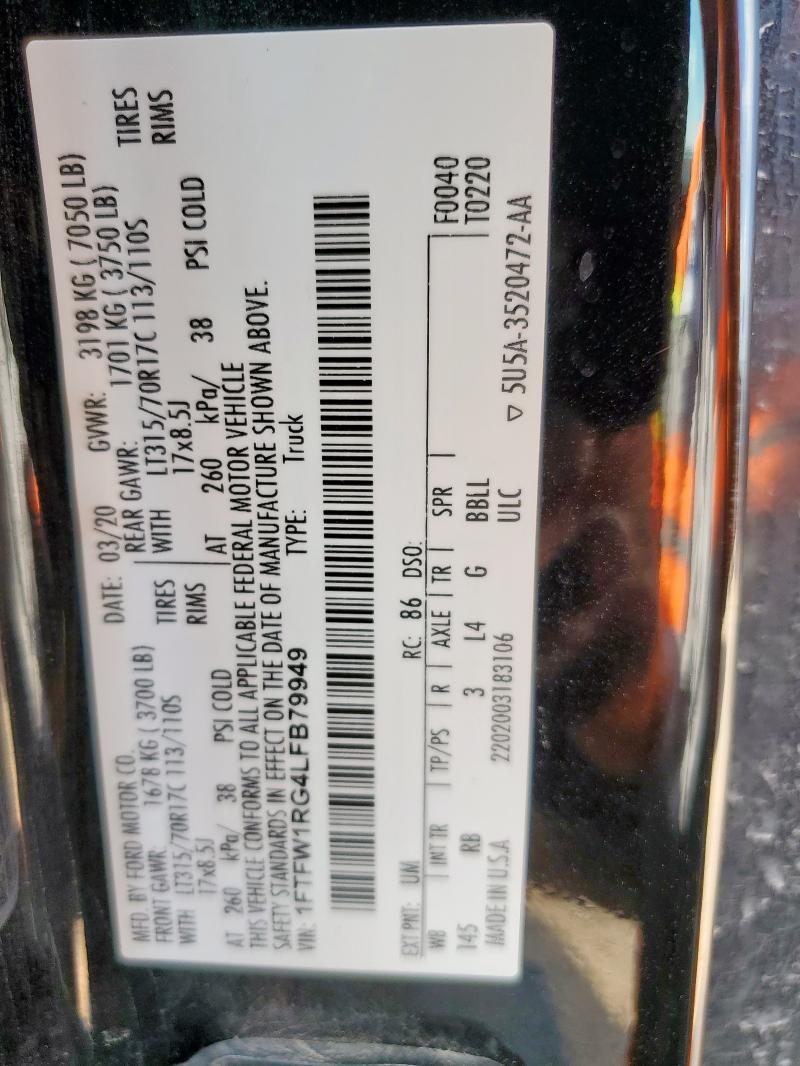 MFD. BY FORD MOTOR CO.
DATE: 03/20 GVWR: 3198 KG ( 7050 LB)
FRONT GAWR: 1678 KG ( 3700 LB) REAR GAWR: 1701 KG ( 3750 LB)
WITH LT315/70R17C 113/110S TIRES WITH LT315/70R17C 113/110S TIRES
17x8.5J RIMS 17x8.5J RIMS
AT 260 kPa/ 38 PSI COLD AT 260 kPa/ 38 PSI COLD
THIS VEHICLE CONFORMS TO ALL APPLICABLE FEDERAL MOTOR VEHICLE
SAFETY STANDARDS IN EFFECT ON THE DATE OF MANUFACTURE SHOWN ABOVE.
VIN: 1FTFW1RG4LFB79949 TYPE: Truck
EXT PNT: UM RC: 86 DSO: F0040
WB INT TR TP/PS R AXLE TR SPR T0220
145 RB 3 L4 G BBLL
ULC
MADE IN U.S.A 2202003183106 ▽ 5U5A-3520472-AA